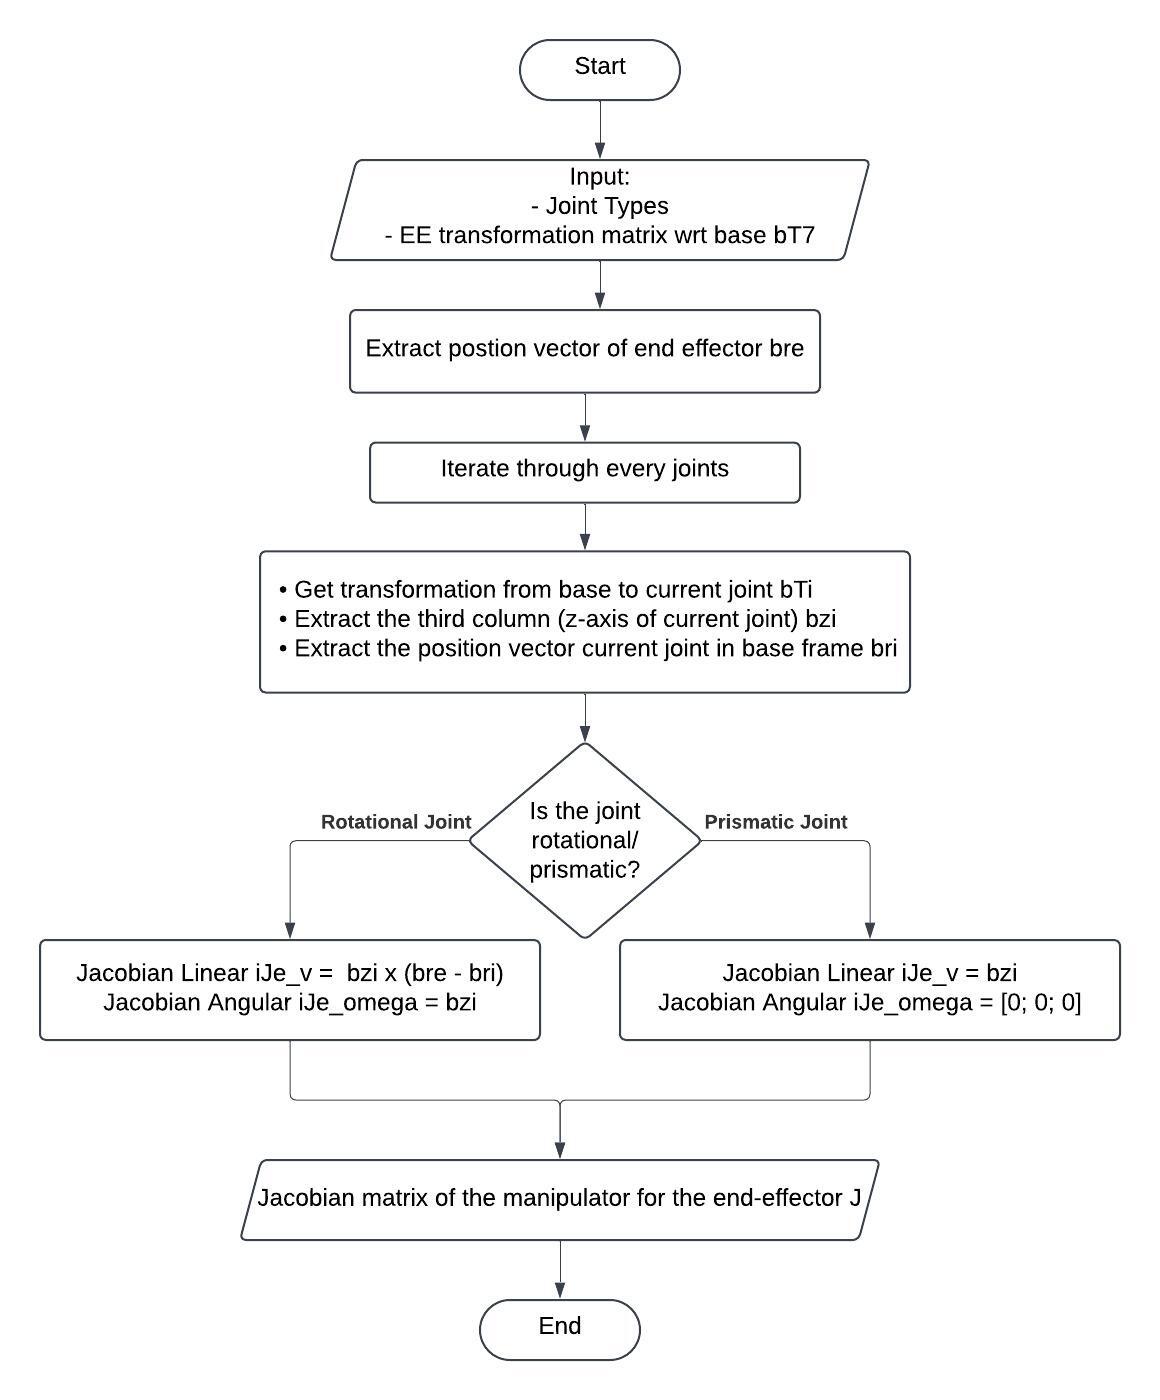 Start
Input:
- Joint Types
- EE transformation matrix wrt base bT7
Extract postion vector of end effector bre
Iterate through every joints
• Get transformation from base to current joint bTi
• Extract the third column (z-axis of current joint) bzi
• Extract the position vector current joint in base frame bri
Is the joint
rotational/
prismatic?
Rotational Joint
Prismatic Joint
Jacobian Linear iJe_v =  bzi x (bre - bri)
Jacobian Angular iJe_omega = bzi
Jacobian Linear iJe_v = bzi
Jacobian Angular iJe_omega = [0; 0; 0]
Jacobian matrix of the manipulator for the end-effector J
End